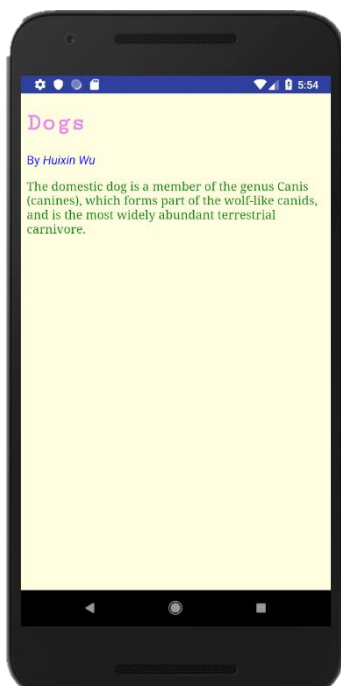 5:54
Dogs
By Huixin Wu
The domestic dog is a member of the genus Canis
(canines), which forms part of the wolf-like canids,
and is the most widely abundant terrestrial
carnivore.